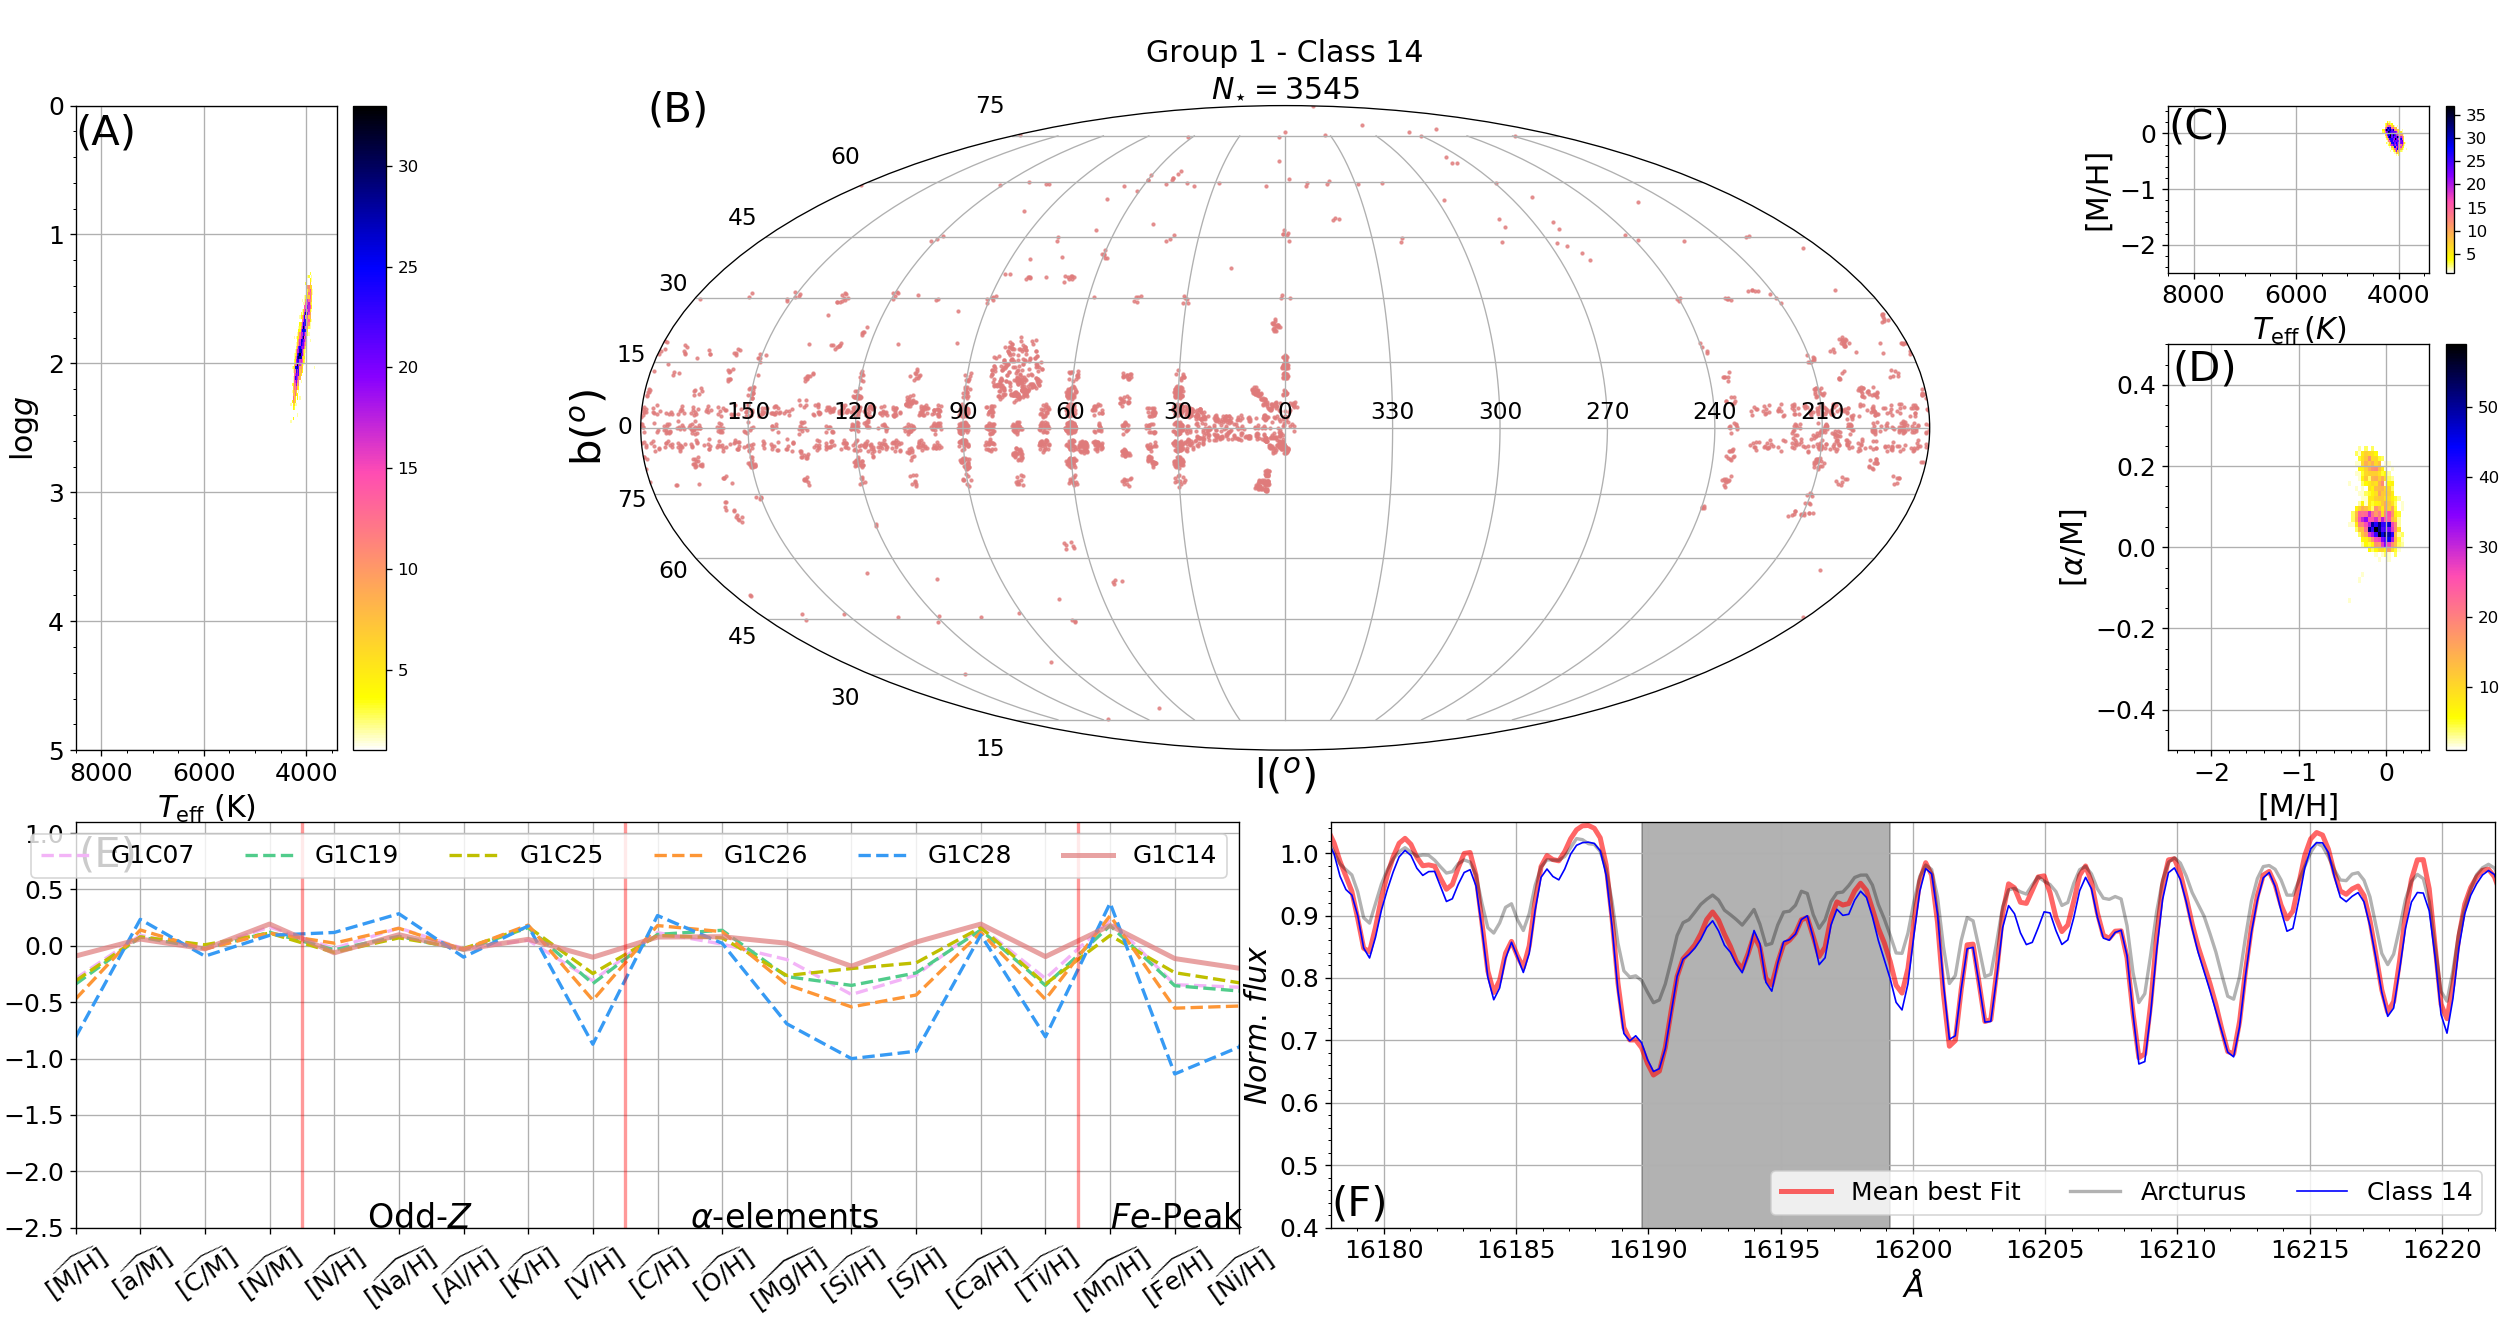 Group 1 - Class 14
N⋆ = 3545
(A)
0
1
2
3
4
5
logg
8000
6000
4000
Teff (K)
30
25
20
15
10
5
(B)
75
60
45
30
15
0
75
60
45
30
15
b(o)
150
120
90
60
30
0
330
300
270
240
210
l(o)
(C)
0
−1
−2
[M/H]
8000
6000
4000
Teff (K)
35
30
25
20
15
10
5
(D)
0.4
0.2
0.0
−0.2
−0.4
[α/M]
−2
−1
0
[M/H]
50
40
30
20
10
(E)
G1C07
G1C19
G1C25
G1C26
G1C28
G1C14
1.0
0.5
0.0
−0.5
−1.0
−1.5
−2.0
−2.5
Odd-Z
α-elements
Fe-Peak
[M/H]
[a/M]
[C/M]
[N/M]
[N/H]
[Na/H]
[Al/H]
[K/H]
[V/H]
[C/H]
[O/H]
[Mg/H]
[Si/H]
[S/H]
[Ca/H]
[Ti/H]
[Mn/H]
[Fe/H]
[Ni/H]
Norm. flux
1.0
0.9
0.8
0.7
0.6
0.5
0.4
(F)
Mean best Fit
Arcturus
Class 14
16180
16185
16190
16195
16200
16205
16210
16215
16220
Å